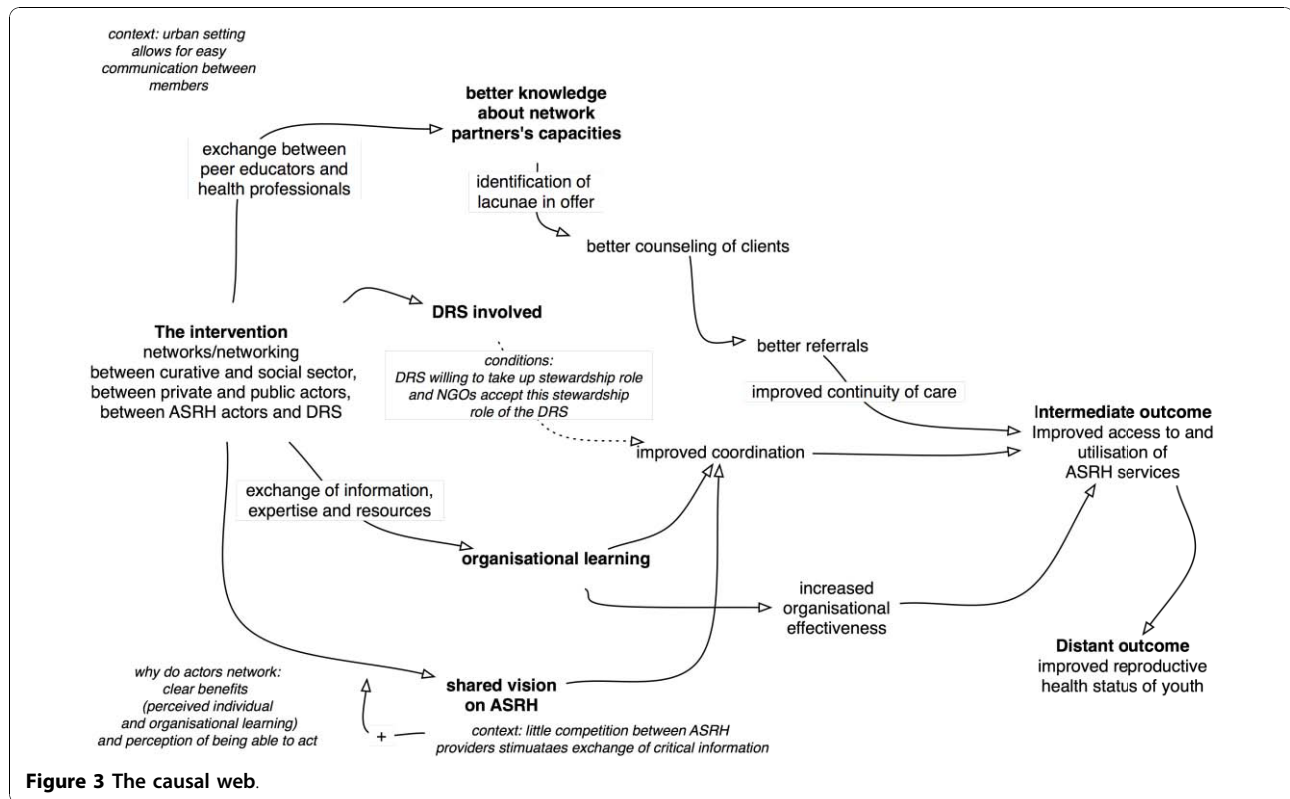 context: urban setting
allows for easy
communication between
members
better knowledge
about network
partners's capacities
exchange between
peer educators and
health professionals
identification of
lacunae in offer
better counseling of clients
DRS involved
The intervention
networks/networking
between curative and social sector,
between private and public actors,
between ASRH actors and DRS
conditions:
DRS willing to take up stewardship role
and NGOs accept this stewardship
role of the DRS
better referrals
improved continuity of care
Intermediate outcome
Improved access to and
utilisation of
ASRH services
improved coordination
exchange of information,
expertise and resources
organisational learning
increased
organisational
effectiveness
Distant outcome
improved reproductive
health status of youth
why do actors network:
clear benefits
(perceived individual
and organisational learning)
and perception of being able to act
shared vision
on ASRH
+
context: little competition between ASRH
providers stimuataes exchange of critical information
Figure 3 The causal web.